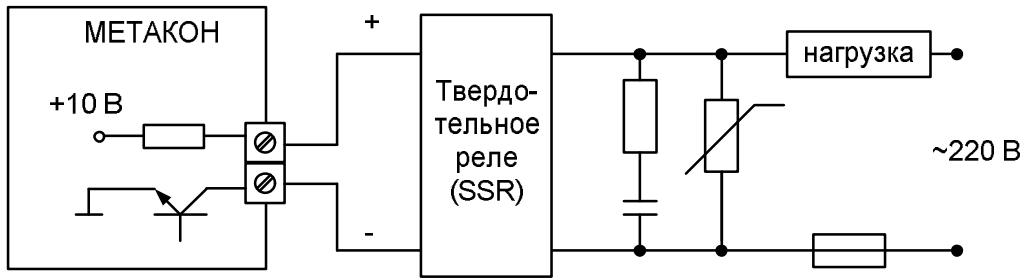 МЕТАКОН
+10 В
+
-
Твердо-
тельное
реле
(SSR)
нагрузка
~220 В